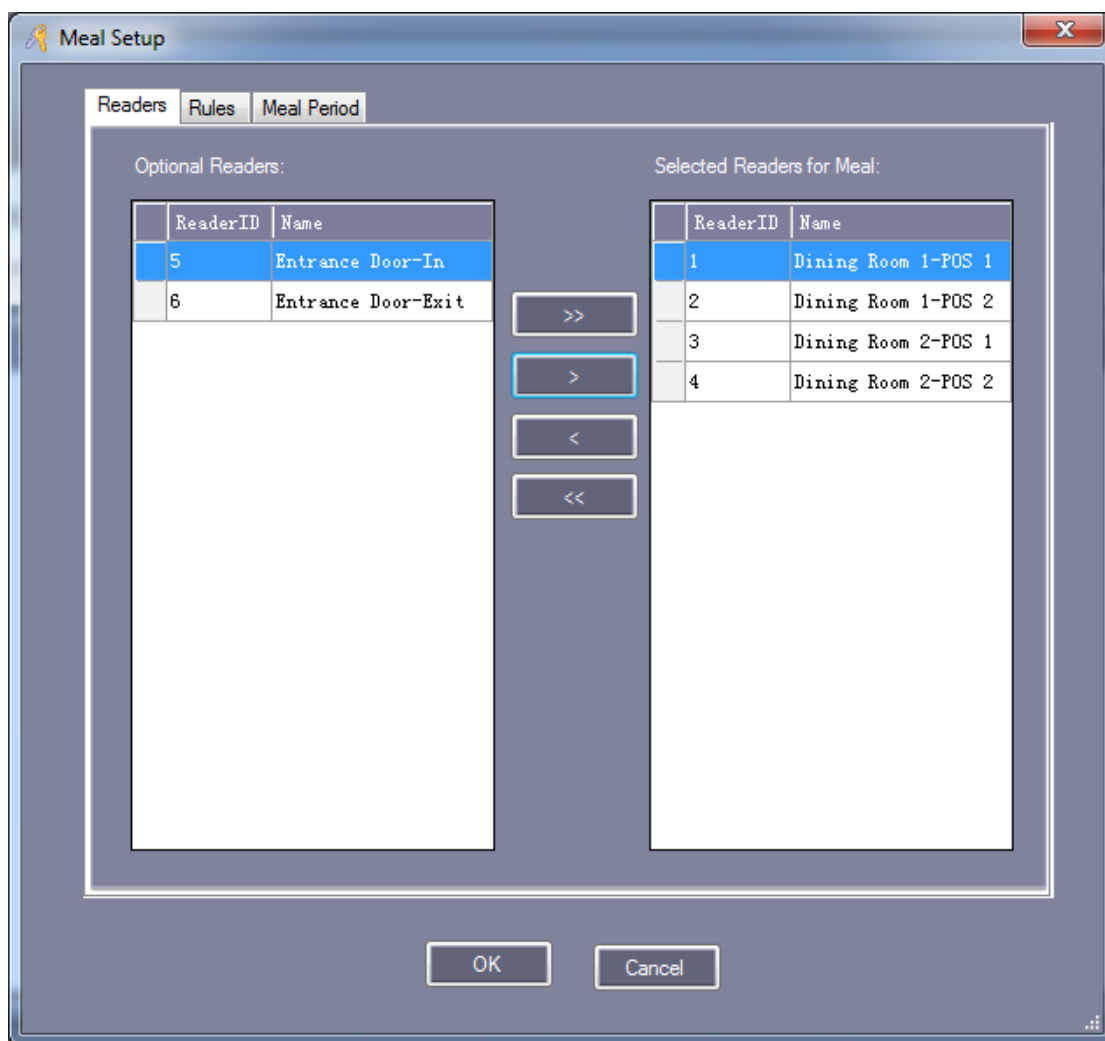 Meal Setup
x
Readers Rules Meal Period
Optional Readers: Selected Readers for Meal:
ReaderID Name ReaderID Name
5 Entrance Door-In 1 Dining Room 1-POS 1
6 Entrance Door-Exit 2 Dining Room 1-POS 2
>>
3 Dining Room 2-POS 1
>
4 Dining Room 2-POS 2
<
<<
OK Cancel